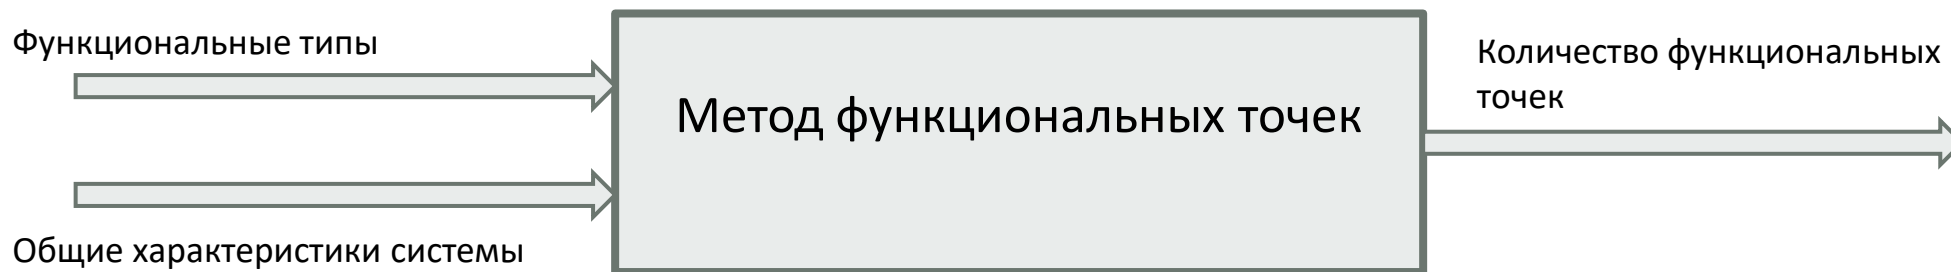 Функциональные типы
Общие характеристики системы
Метод функциональных точек
Количество функциональных
точек